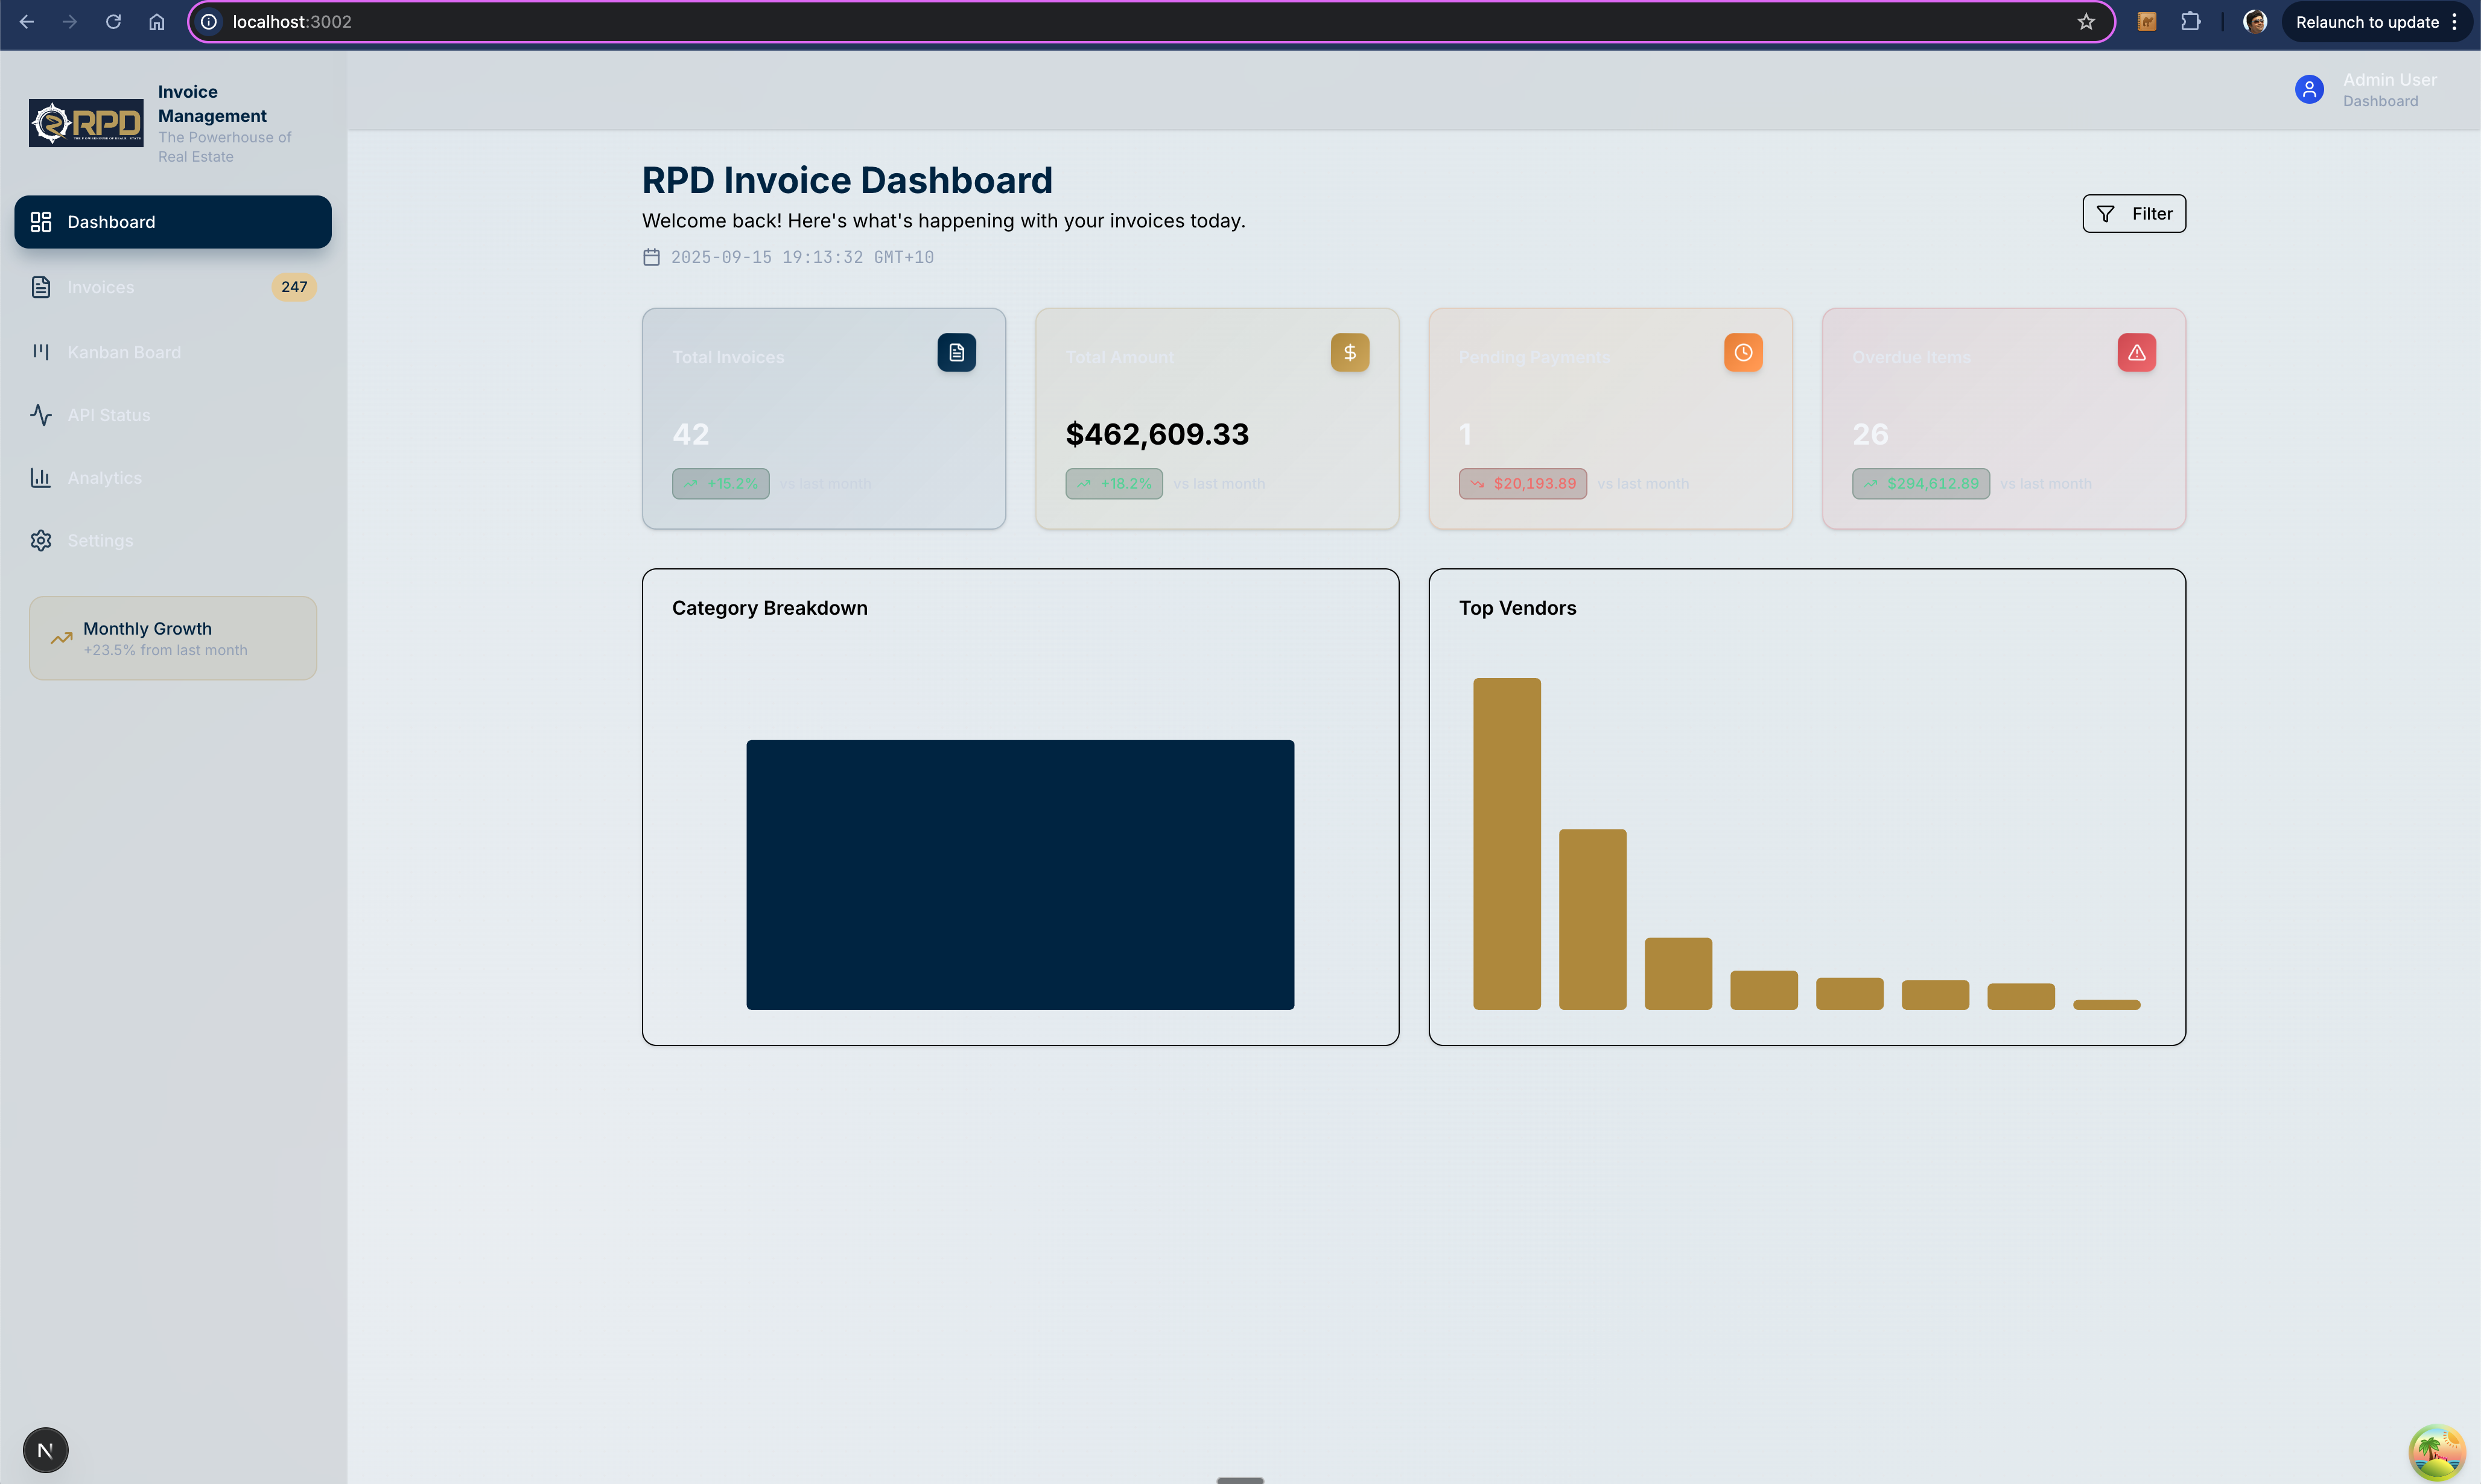 localhost:3002
Relaunch to update
RPD
Invoice
Management
The Powerhouse of
Real Estate
Admin User
Dashboard
Dashboard
Invoices
247
Kanban Board
API Status
Analytics
Settings
Monthly Growth
+23.5% from last month
RPD Invoice Dashboard
Welcome back! Here's what's happening with your invoices today.
2025-09-15 19:13:32 GMT+10
Filter
Total Invoices
42
+15.2% vs last month
Total Amount
$462,609.33
+18.2% vs last month
Pending Payments
1
$20,193.89 vs last month
Overdue Items
26
$294,612.89 vs last month
Category Breakdown
Top Vendors
N